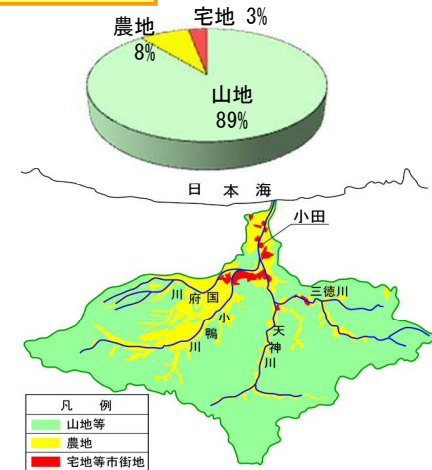 農地
8%
宅地 3%
山地
89%
日本海
小田
三徳川
国府川
小鴨川
天神川
凡 例
山地等
農地
宅地等市街地